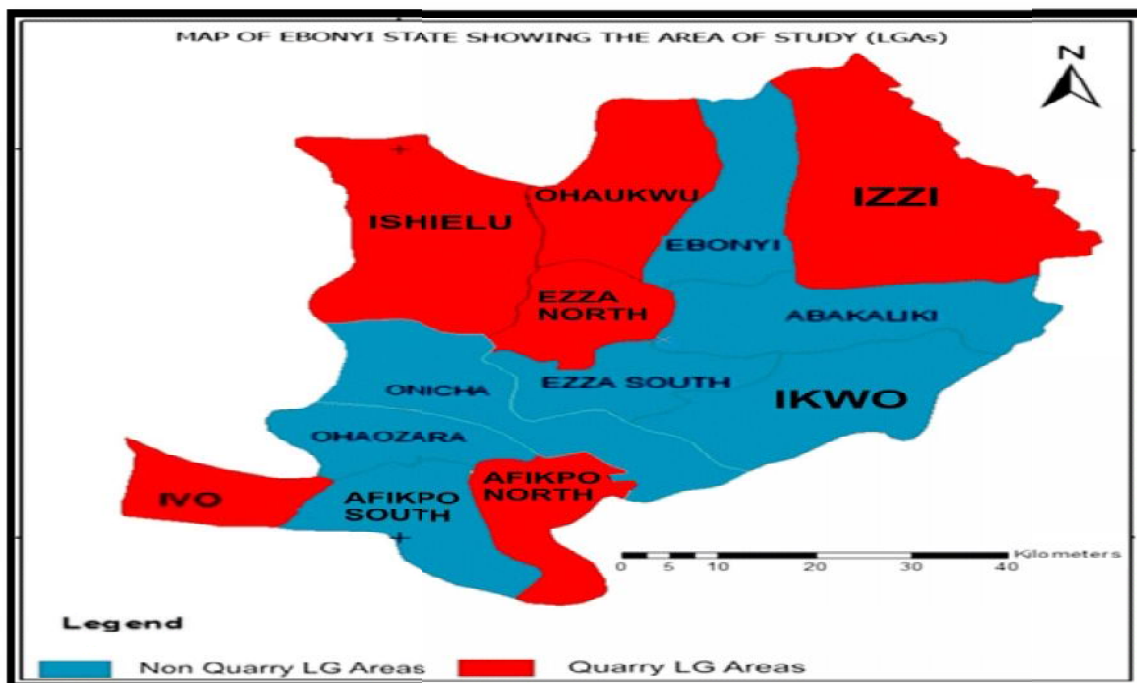 MAP OF EBONYI STATE SHOWING THE AREA OF STUDY (LGAs)
N
OHAUKWU
IZZI
ISHIELU
EBONYI
EZZA
NORTH
ABAKALIKI
EZZA SOUTH
ONICHA
IKWO
OHAOZARA
AFIKPO
NORTH
IVO
AFIKPO
SOUTH
Kilometers
0 5 10 20 30 40
Legend
Non Quarry LG Areas Quarry LG Areas